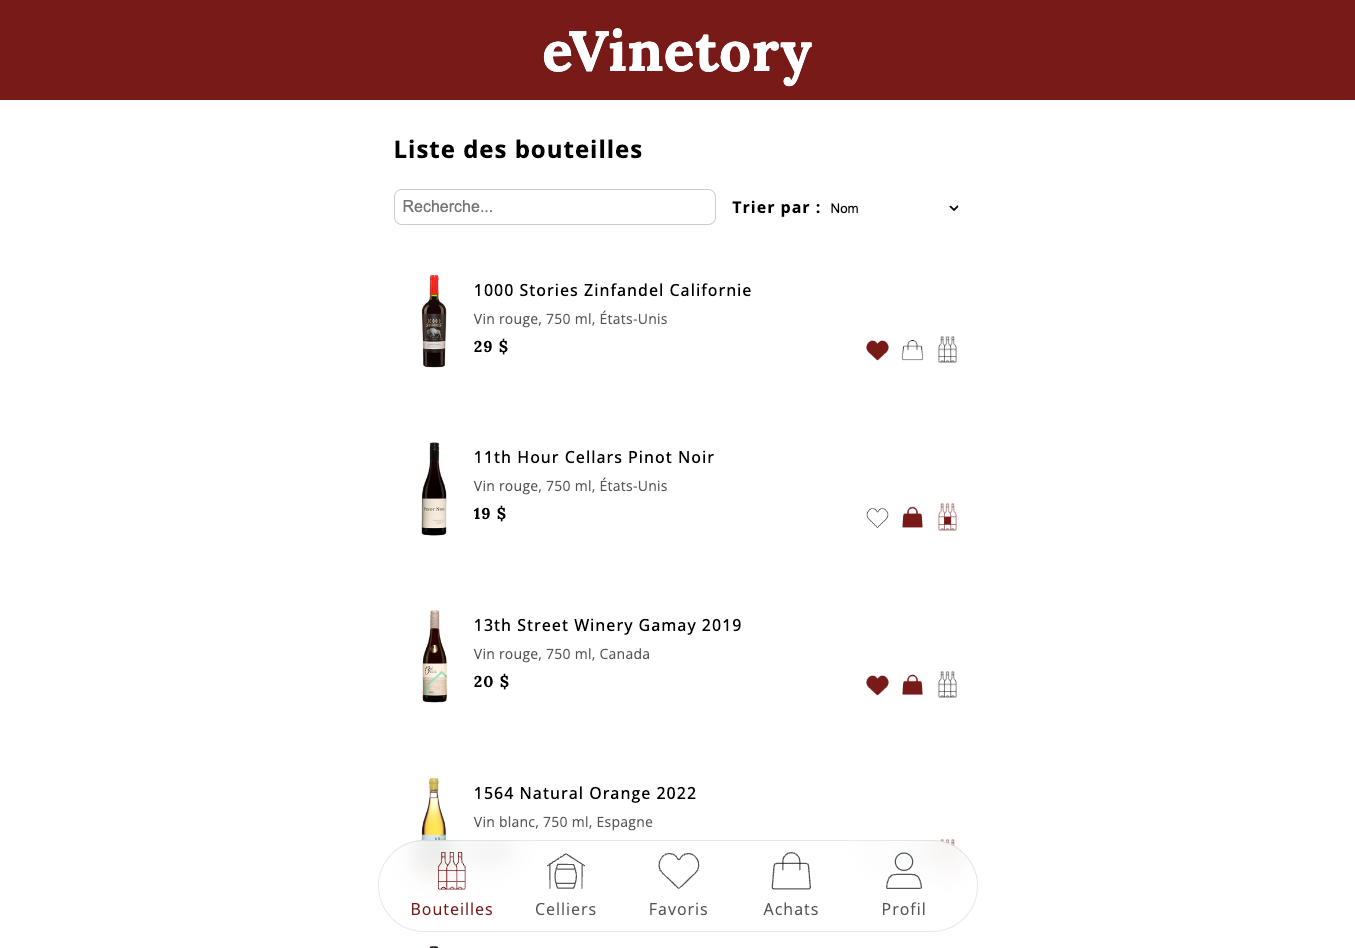 eVinetory
Liste des bouteilles
Recherche...
Trier par : Nom
1000 Stories Zinfandel Californie
Vin rouge, 750 ml, États-Unis
29 $
11th Hour Cellars Pinot Noir
Vin rouge, 750 ml, États-Unis
19 $
13th Street Winery Gamay 2019
Vin rouge, 750 ml, Canada
20 $
1564 Natural Orange 2022
Vin blanc, 750 ml, Espagne
Bouteilles
Celliers
Favoris
Achats
Profil